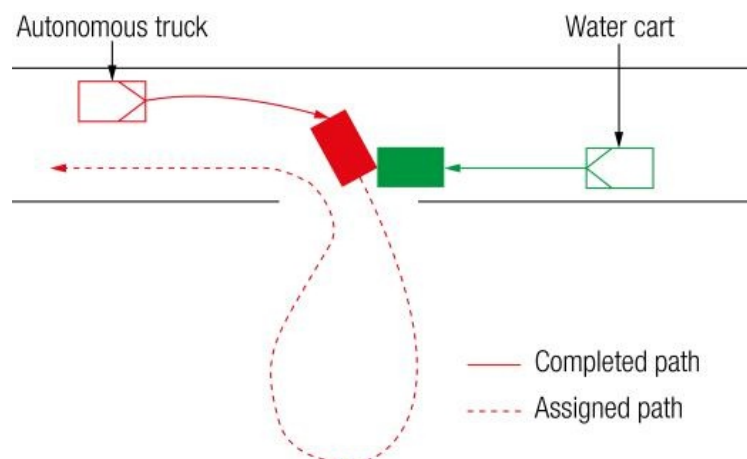 Autonomous truck
Water cart
Completed path
Assigned path